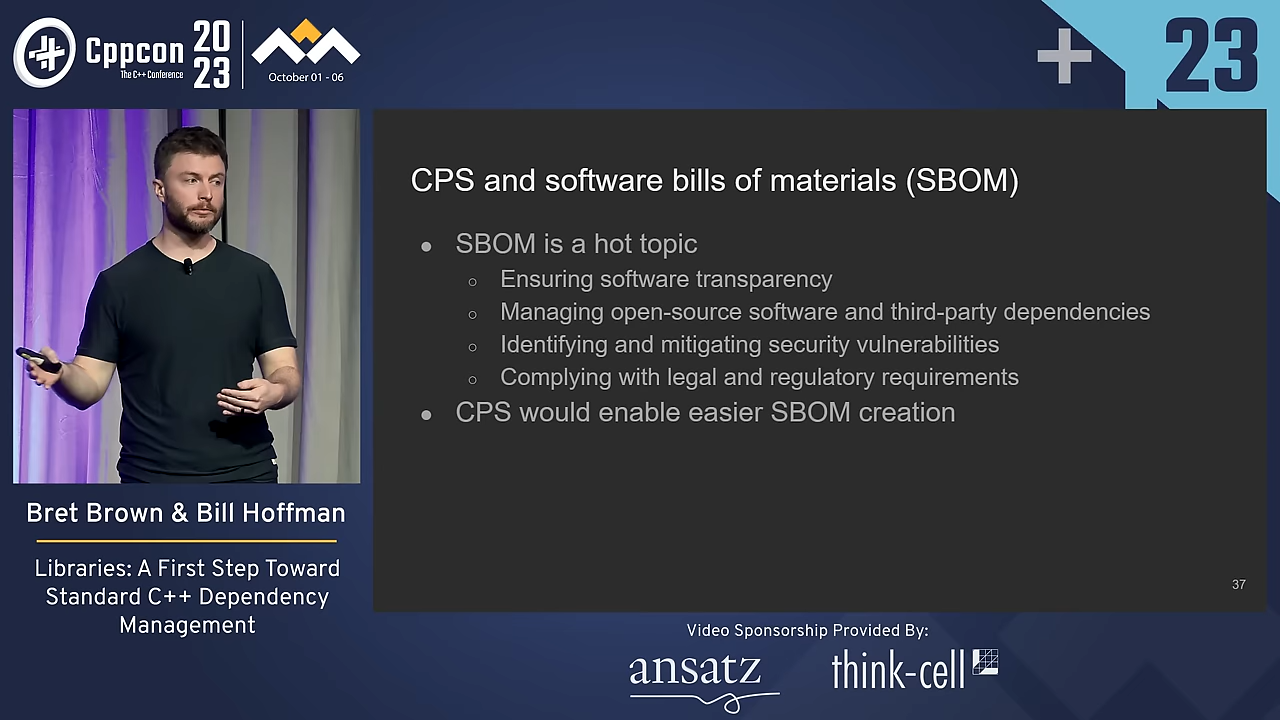 Cppcon
The C++ Conference
20
23
October 01 - 06
23
CPS and software bills of materials (SBOM)
● SBOM is a hot topic
○ Ensuring software transparency
○ Managing open-source software and third-party dependencies
○ Identifying and mitigating security vulnerabilities
○ Complying with legal and regulatory requirements
● CPS would enable easier SBOM creation
37
Bret Brown & Bill Hoffman
Libraries: A First Step Toward
Standard C++ Dependency
Management
Video Sponsorship Provided By:
ansatz
think-cell